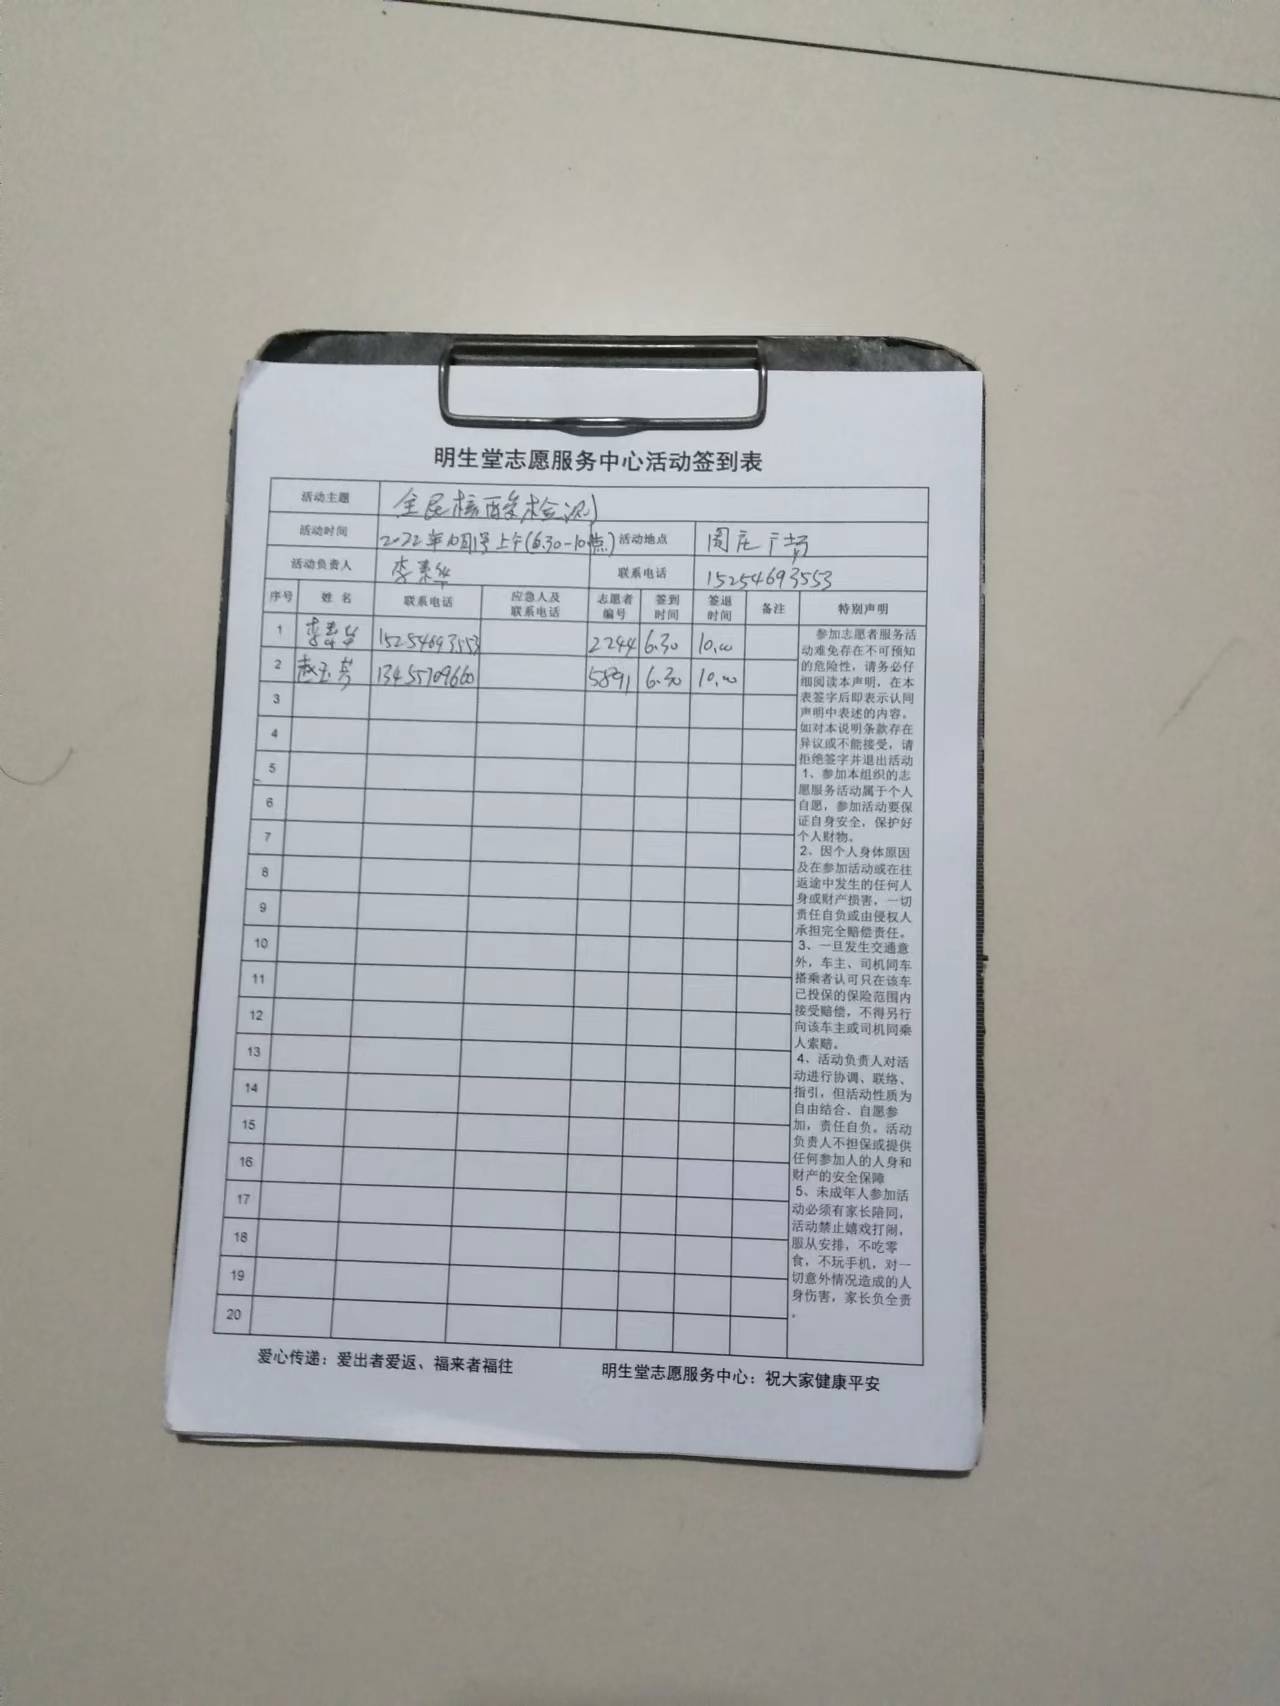 明生堂志愿服务中心活动签到表
活动主题 全民核酸检测
活动时间 2022年10月1号上午(6.30-10点) 活动地点 周庄广场
活动负责人 李素华 联系电话 15254693553
序号 姓名 联系电话 应急人及联系电话 志愿者编号 签到时间 签退时间 备注 特别声明
1 李素华 15254693553 2244 6.30 10.00
2 赵玉芳 13455709660 5891 6.30 10.00
3
4
5
6
7
8
9
10
11
12
13
14
15
16
17
18
19
20
参加志愿者服务活
动难免存在不可预知
的危险性，请务必仔
细阅读本声明，在本
表签字后即表示认同
声明中表述的内容。
如对本说明条款存在
异议或不能接受，请
拒绝签字并退出活动
1、参加本组织的志
愿服务活动属于个人
自愿，参加活动要保
证自身安全，保护好
个人财物。
2、因个人身体原因
及在参加活动或在往
返途中发生的任何人
身或财产损害，一切
责任自负或由侵权人
承担完全赔偿责任。
3、一旦发生交通意
外，车主、司机同车
搭乘者认可只在该车
已投保的保险范围内
接受赔偿，不得另行
向该车主或司机同乘
人索赔。
4、活动负责人对活
动进行协调、联络、
指引，但活动性质为
自由结合、自愿参
加，责任自负。活动
负责人不担保或提供
任何参加人的人身和
财产的安全保障
5、未成年人参加活
动必须有家长陪同，
活动禁止嬉戏打闹，
服从安排，不吃零
食，不玩手机，对一
切意外情况造成的人
身伤害，家长负全责
。
爱心传递：爱出者爱返、福来者福往 明生堂志愿服务中心：祝大家健康平安